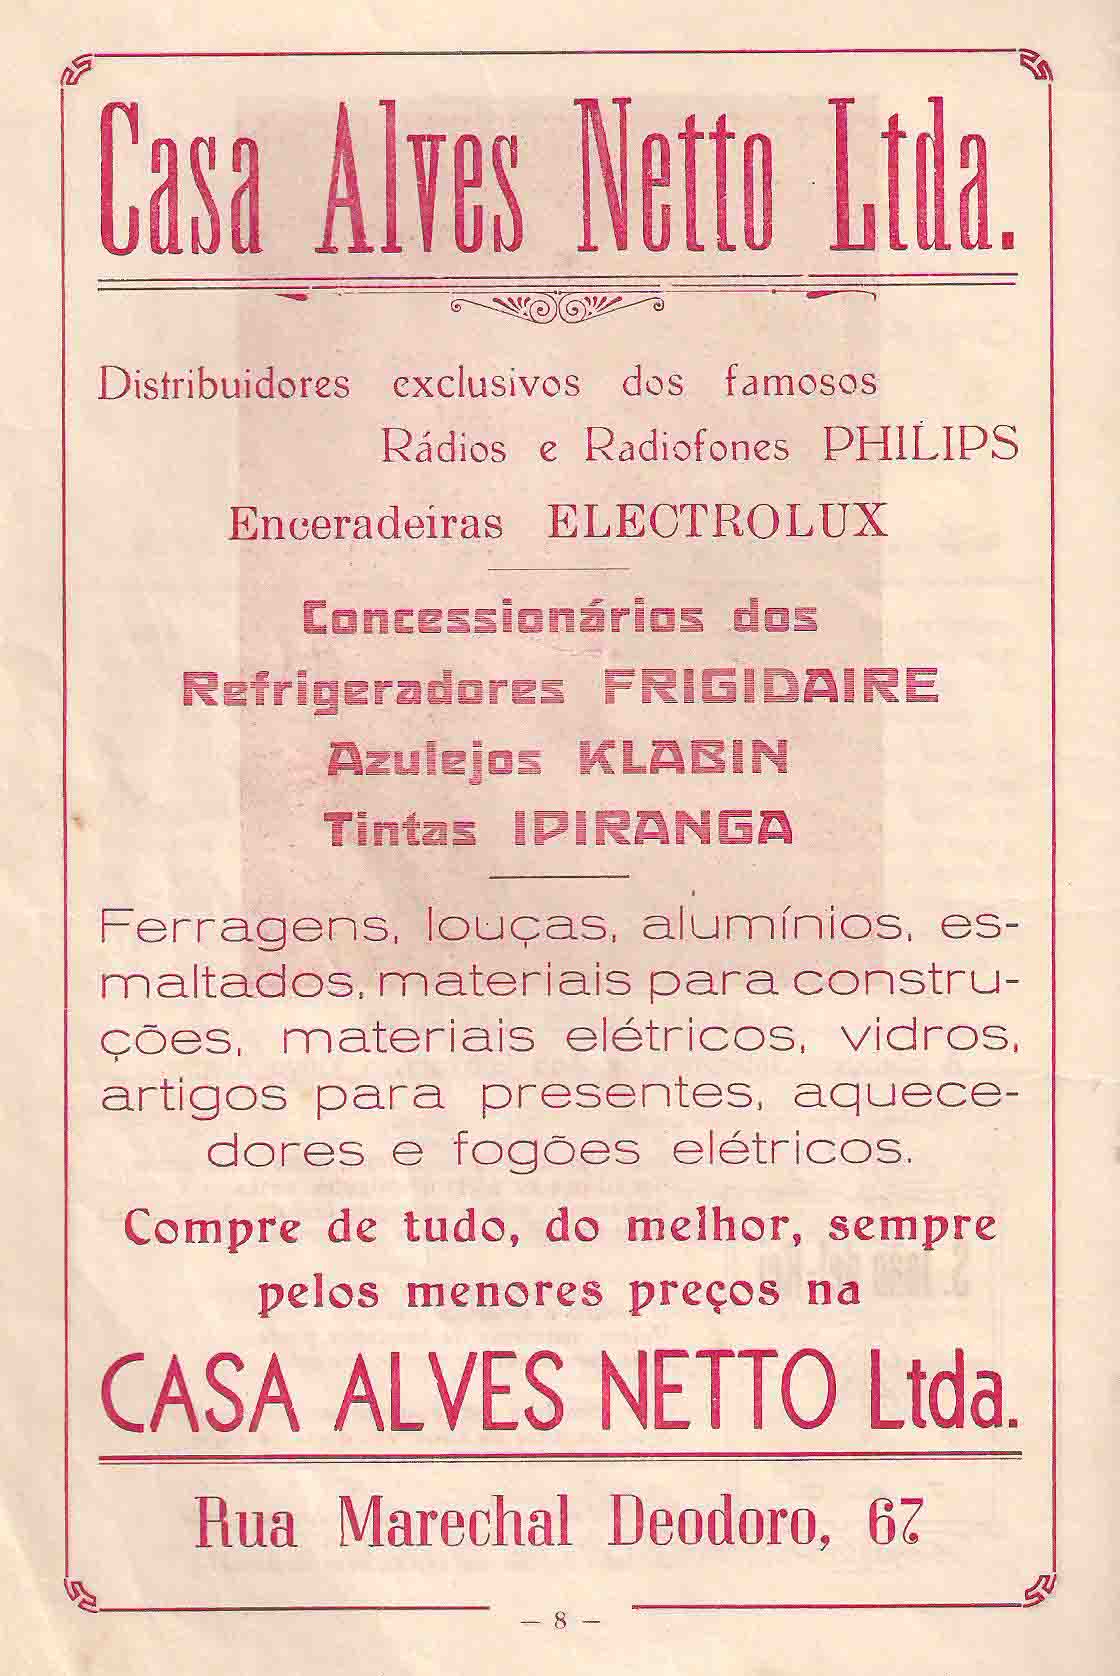 Casa Alves Netto Ltda.
Distribuidores exclusivos dos famosos
Rádios e Radiofones PHILIPS
Enceradeiras ELECTROLUX
Concessionários dos
Refrigeradores FRIGIDAIRE
Azulejos KLABIN
Tintas IPIRANGA
Ferragens, louças, alumínios, es-
maltados, materiais para constru-
ções, materiais elétricos, vidros,
artigos para presentes, aquece-
dores e fogões elétricos.
Compre de tudo, do melhor, sempre
pelos menores preços na
CASA ALVES NETTO Ltda.
Rua Marechal Deodoro, 67
— 8 —